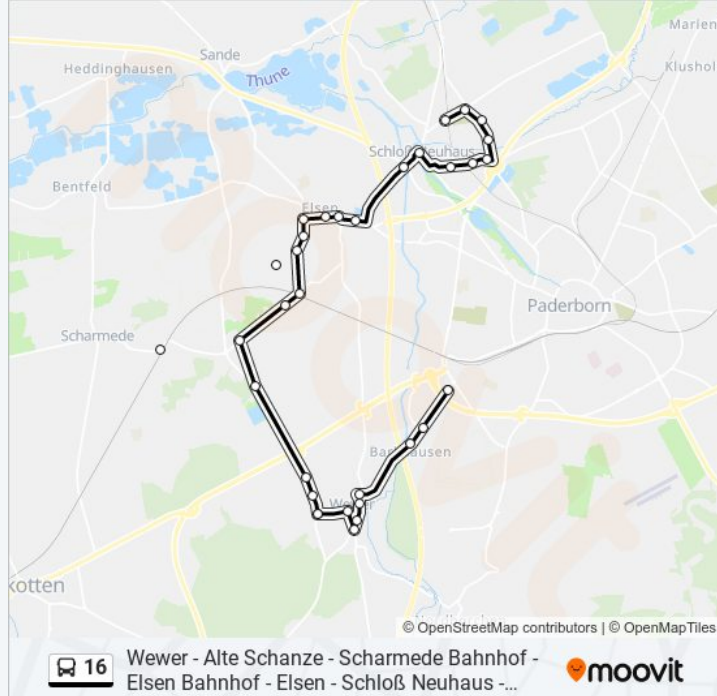 Marien
Sande
Heddinghausen
Thune
Klushol
Schloß Neuhaus
Bentfeld
Elsen
Paderborn
Scharmede
Barkhausen
Wewer
kotten
© OpenStreetMap contributors | © OpenMapTiles
16
Wewer - Alte Schanze - Scharmede Bahnhof -
Elsen Bahnhof - Elsen - Schloß Neuhaus -...
moovit